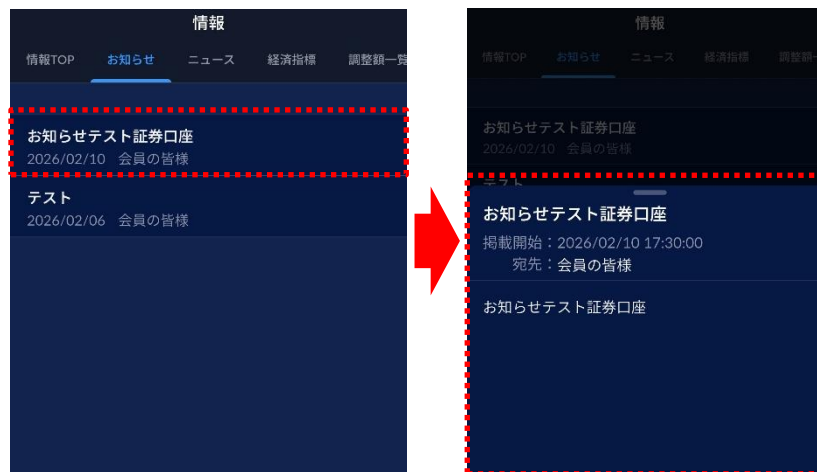 情報
情報TOP お知らせ ニュース 経済指標 調整額一覧
お知らせテスト証券口座
2026/02/10 会員の皆様
テスト
2026/02/06 会員の皆様
情報
情報TOP お知らせ ニュース 経済指標 調整額
お知らせテスト証券口座
2026/02/10 会員の皆様
テスト
お知らせテスト証券口座
掲載開始：2026/02/10 17:30:00
宛先：会員の皆様
お知らせテスト証券口座